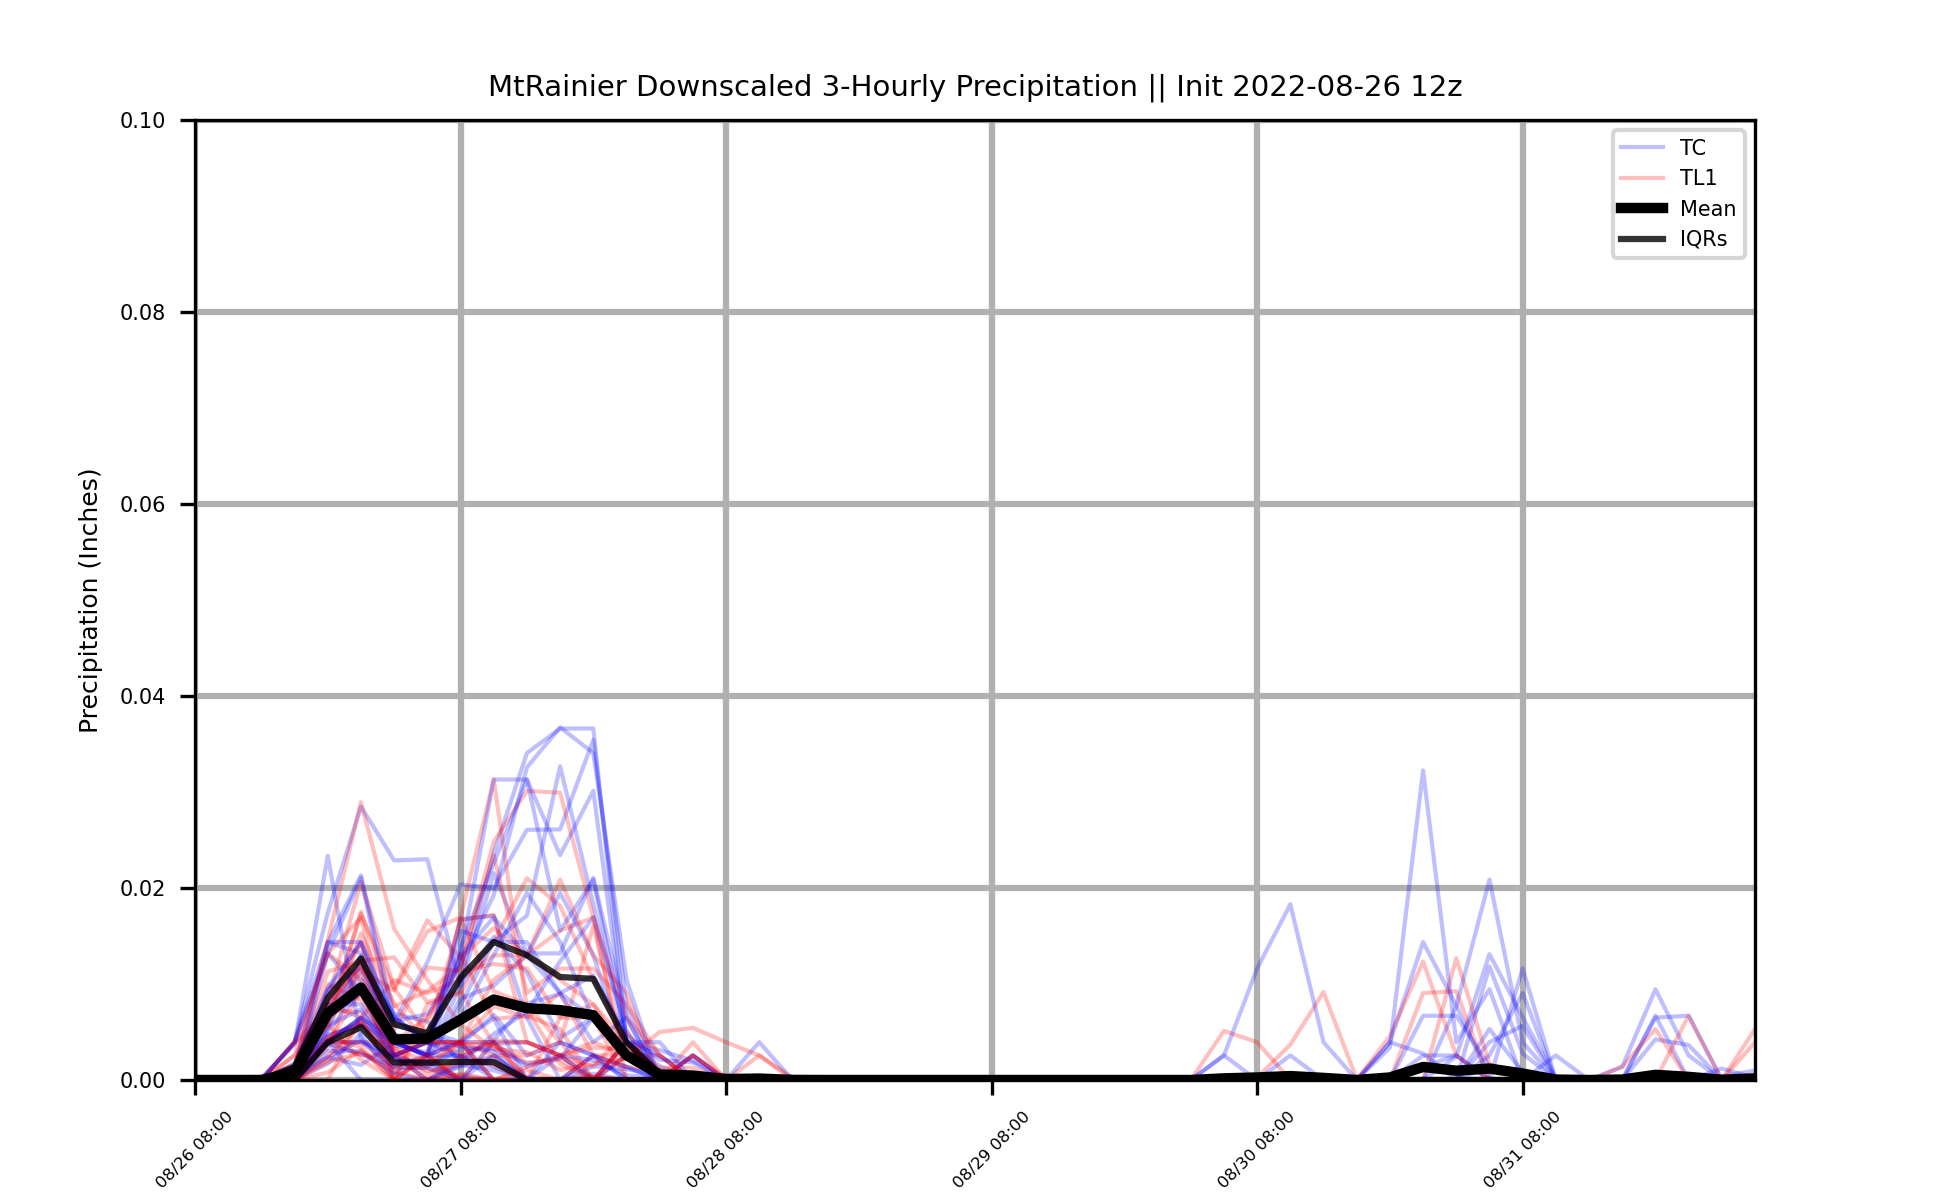 MtRainier Downscaled 3-Hourly Precipitation || Init 2022-08-26 12z
TC
TL1
Mean
IQRs
Precipitation (Inches)
0.10
0.08
0.06
0.04
0.02
0.00
08/26 08:00
08/27 08:00
08/28 08:00
08/29 08:00
08/30 08:00
08/31 08:00